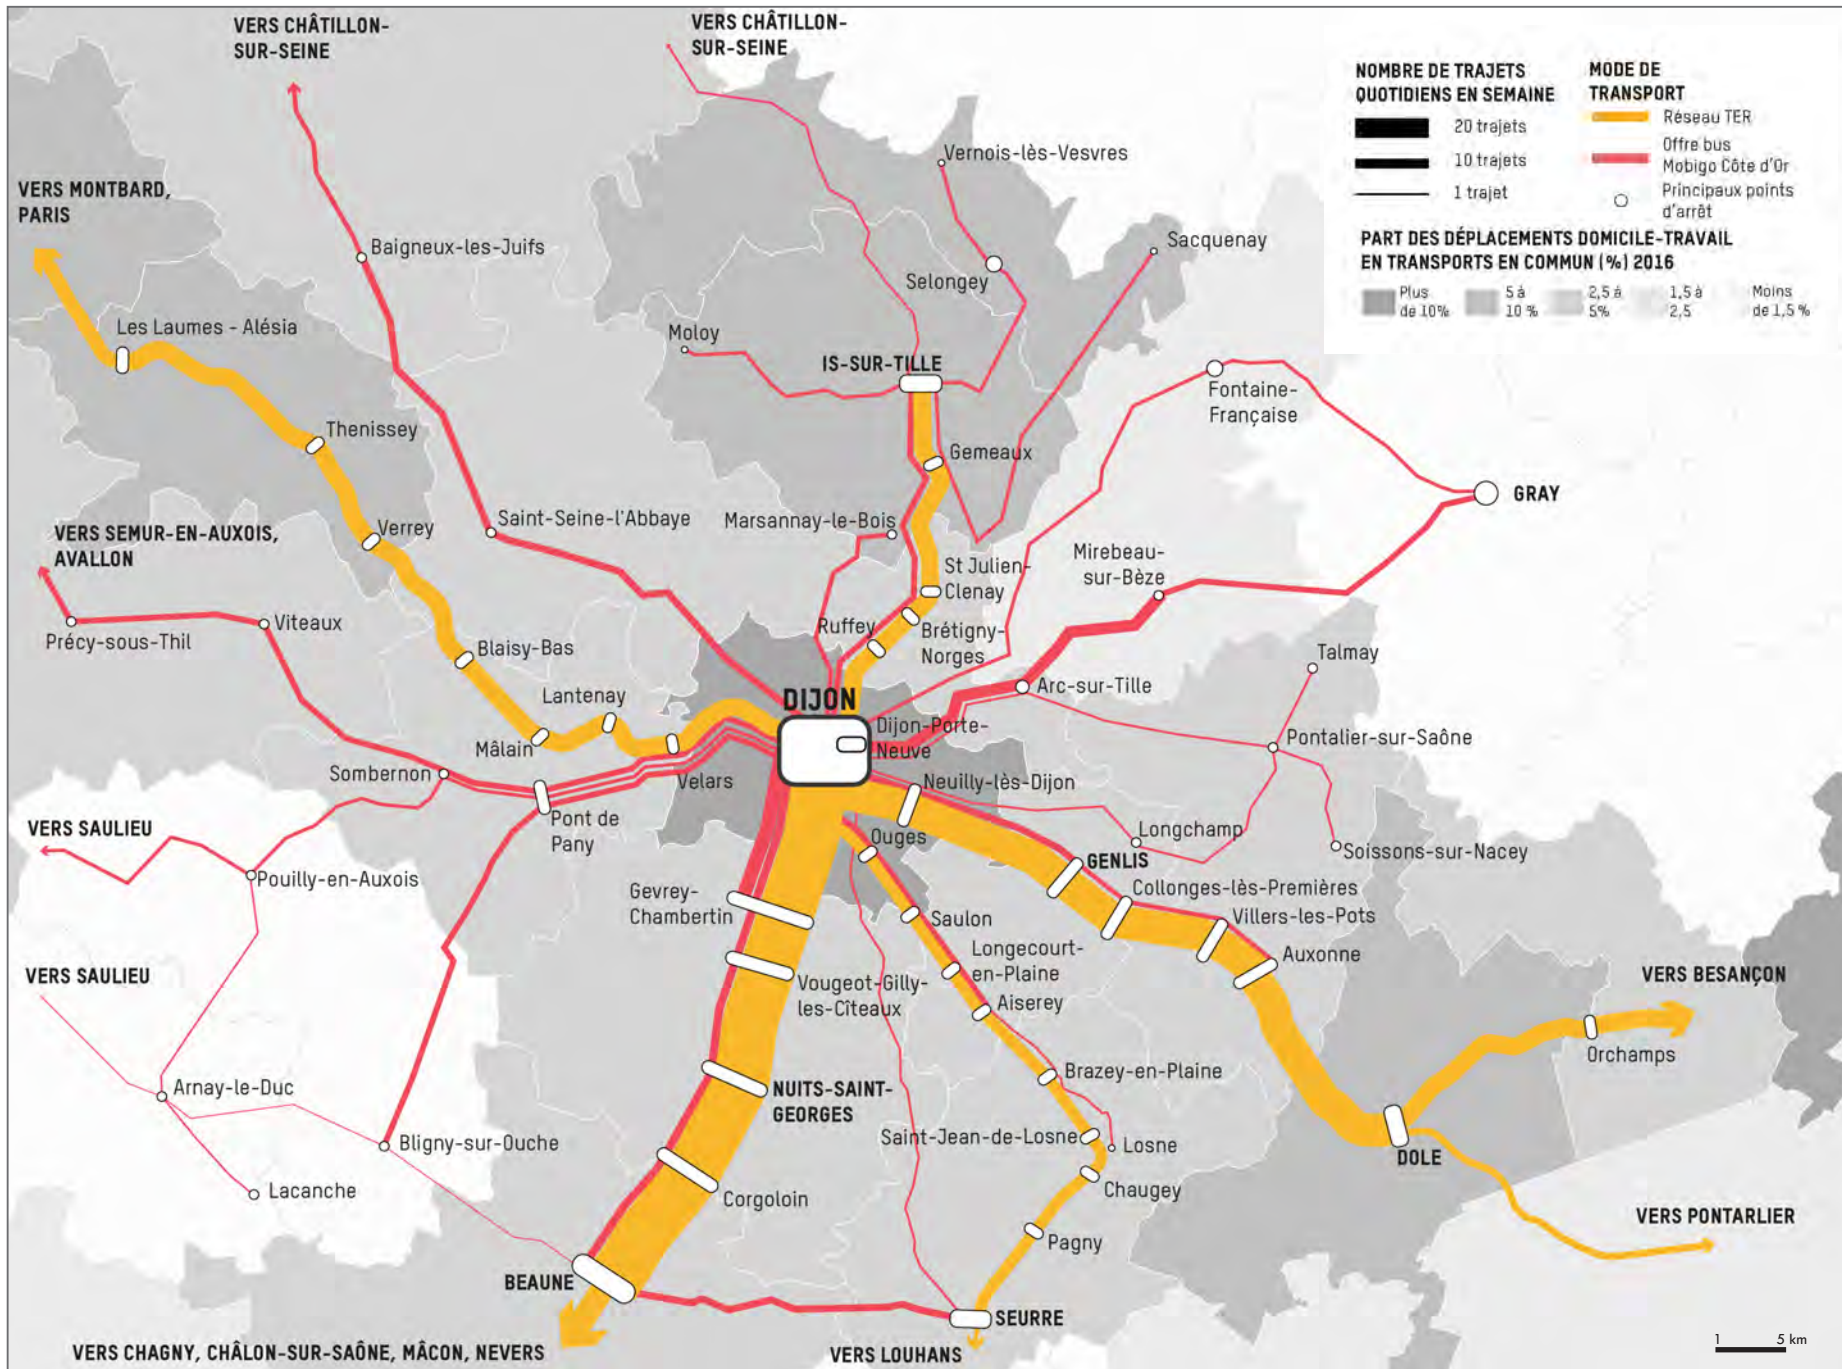 VERS CHÂTILLON-
SUR-SEINE
VERS CHÂTILLON-
SUR-SEINE
NOMBRE DE TRAJETS
QUOTIDIENS EN SEMAINE
20 trajets
10 trajets
1 trajet
MODE DE
TRANSPORT
Réseau TER
Offre bus
Mobigo Côte d'Or
Principaux points
d'arrêt
PART DES DÉPLACEMENTS DOMICILE-TRAVAIL
EN TRANSPORTS EN COMMUN (%) 2016
Plus
de 10%
5 à
10 %
2,5 à
5%
1,5 à
2,5
Moins
de 1,5 %
VERS MONTBARD,
PARIS
Vernois-lès-Vesvres
Baigneux-les-Juifs
Sacquenay
Selongey
Les Laumes - Alésia
Moloy
IS-SUR-TILLE
Fontaine-
Française
Thenissey
Gemeaux
GRAY
VERS SEMUR-EN-AUXOIS,
AVALLON
Verrey
Saint-Seine-l'Abbaye
Marsannay-le-Bois
St Julien-
Clenay
Mirebeau-
sur-Bèze
Précy-sous-Thil
Viteaux
Blaisy-Bas
Ruffey
Brétigny-
Norges
Talmay
Lantenay
DIJON
Arc-sur-Tille
Mâlain
Dijon-Porte-
Neuve
Pontalier-sur-Saône
Sombernon
Velars
Neuilly-lès-Dijon
VERS SAULIEU
Pont de
Pany
Ouges
Longchamp
Soissons-sur-Nacey
Pouilly-en-Auxois
GENLIS
Gevrey-
Chambertin
Collonges-lès-Premières
Villers-les-Pots
Saulon
Longecourt-
en-Plaine
Auxonne
VERS SAULIEU
Vougeot-Gilly-
les-Cîteaux
Aiserey
VERS BESANÇON
Orchamps
Arnay-le-Duc
NUITS-SAINT-
GEORGES
Brazey-en-Plaine
Bligny-sur-Ouche
Saint-Jean-de-Losne
Losne
DOLE
Lacanche
Corgoloin
Chaugey
VERS PONTARLIER
Pagny
BEAUNE
SEURRE
VERS CHAGNY, CHÂLON-SUR-SAÔNE, MÂCON, NEVERS
VERS LOUHANS
1 5 km